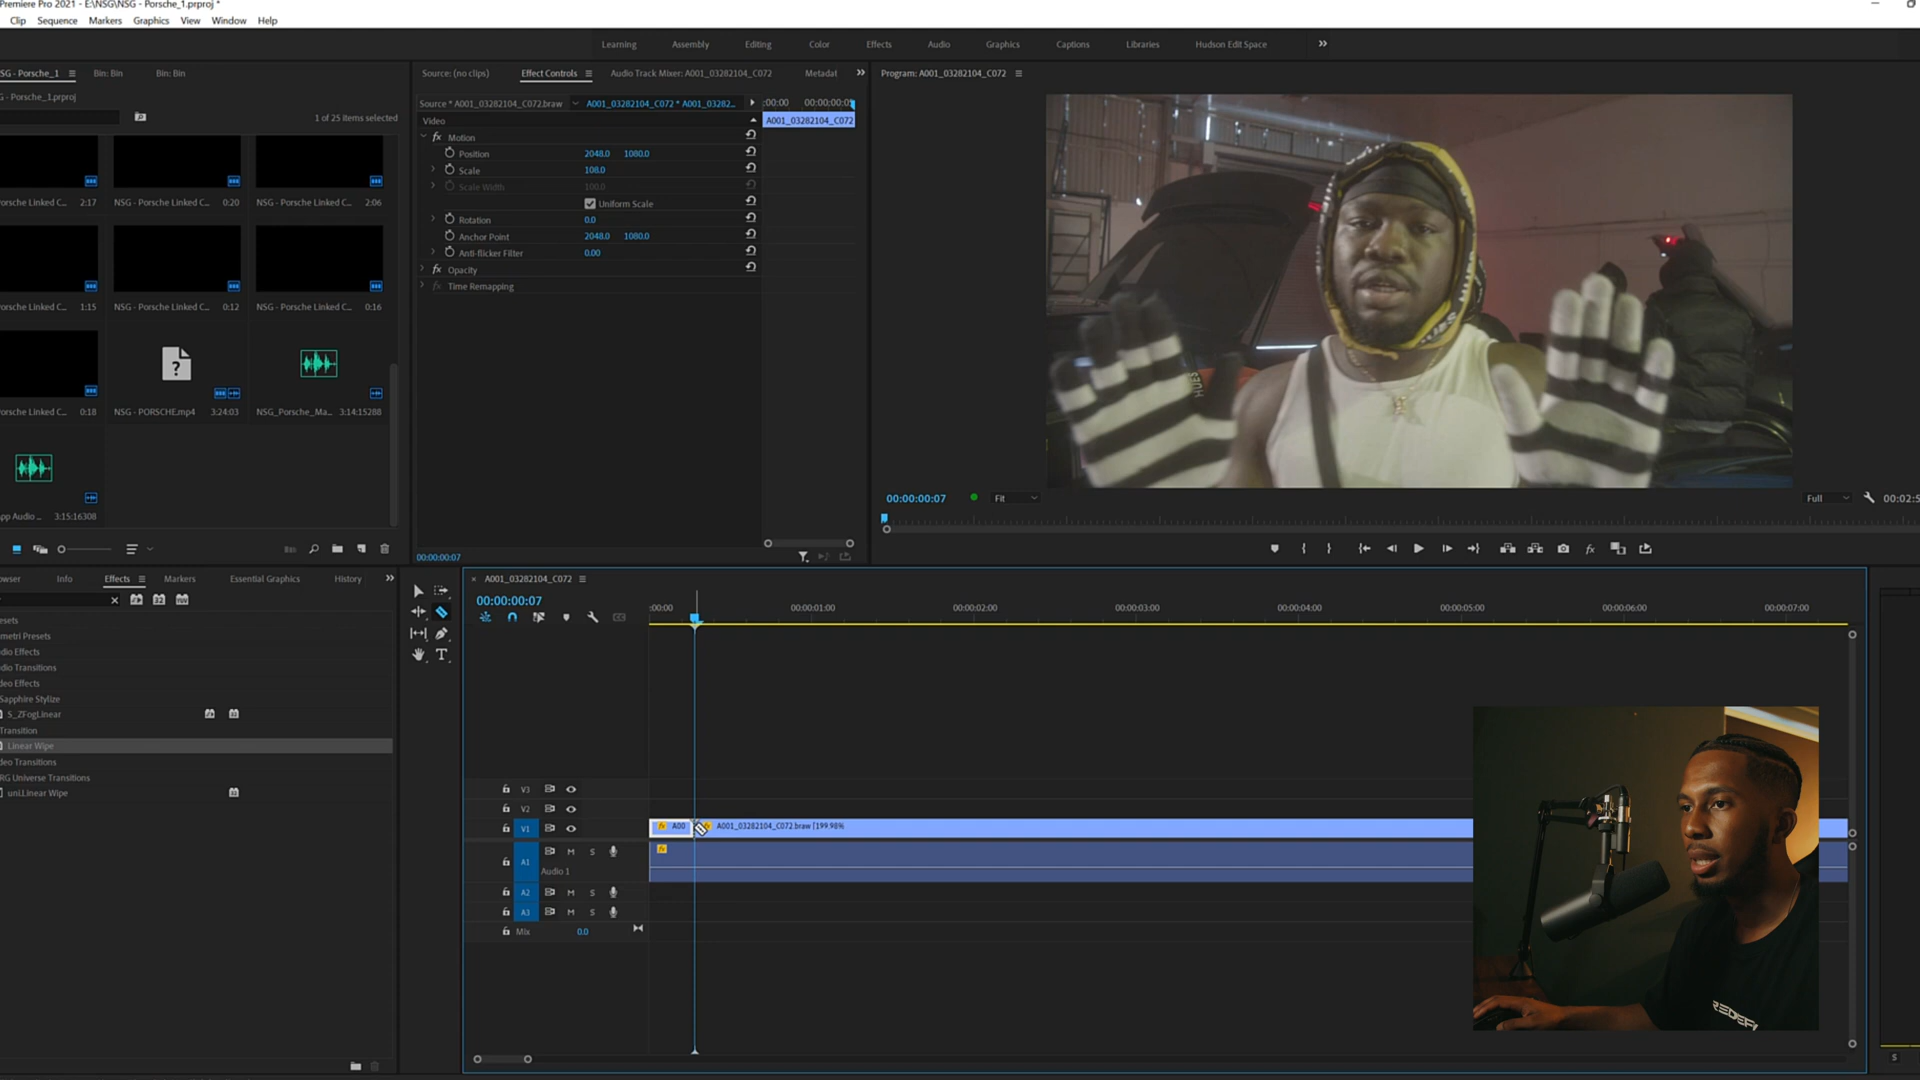 Premiere Pro 2021 - E:\NSG\NSG - Porsche_1.prproj *
Clip Sequence Markers Graphics View Window Help
Learning Assembly Editing Color Effects Audio Graphics Captions Libraries Hudson Edit Space
SG - Porsche_1 Bin: Bin Bin: Bin
G - Porsche_1.prproj
1 of 25 items selected
orsche Linked C... 2:17 NSG - Porsche Linked C... 0:20 NSG - Porsche Linked C... 2:06
orsche Linked C... 1:15 NSG - Porsche Linked C... 0:12 NSG - Porsche Linked C... 0:16
orsche Linked C... 0:18 NSG - PORSCHE.mp4 3:24:03 NSG_Porsche_Ma... 3:14:15288
pp Audio ... 3:15:16308
Source: (no clips) Effect Controls Audio Track Mixer: A001_03282104_C072 Metadat
Source * A001_03282104_C072.braw A001_03282104_C072 * A001_03282... :00:00 00:00:00:0
Video A001_03282104_C072
fx Motion
Position 2048.0 1080.0
Scale 108.0
Scale Width 100.0
Uniform Scale
Rotation 0.0
Anchor Point 2048.0 1080.0
Anti-flicker Filter 0.00
fx Opacity
fx Time Remapping
00:00:00:07
Program: A001_03282104_C072
HUES
00:00:00:07 Fit Full 00:02:5
fx
owser Info Effects Markers Essential Graphics History
esets
metri Presets
dio Effects
dio Transitions
deo Effects
Sapphire Stylize
S_ZFogLinear
Transition
Linear Wipe
deo Transitions
RG Universe Transitions
uni.Linear Wipe
T
A001_03282104_C072
00:00:00:07
:00:00 00:00:01:00 00:00:02:00 00:00:03:00 00:00:04:00 00:00:05:00 00:00:06:00 00:00:07:00
V3
V2
V1 fx A00 A001_03282104_C072.braw [199.98%
A1 M S fx
Audio 1
A2 M S
A3 M S
Mix 0.0
S